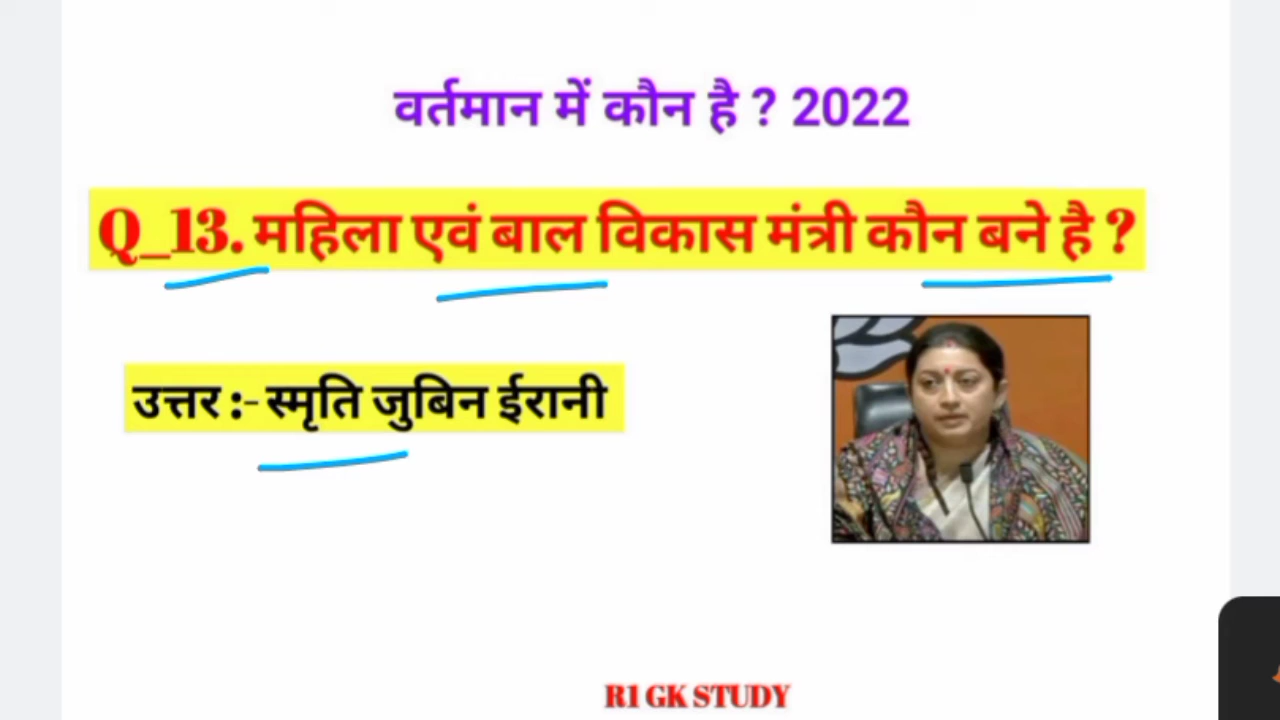 वर्तमान में कौन है ? 2022
Q_13. महिला एवं बाल विकास मंत्री कौन बने है ?
उत्तर :- स्मृति जुबिन ईरानी
R1 GK STUDY